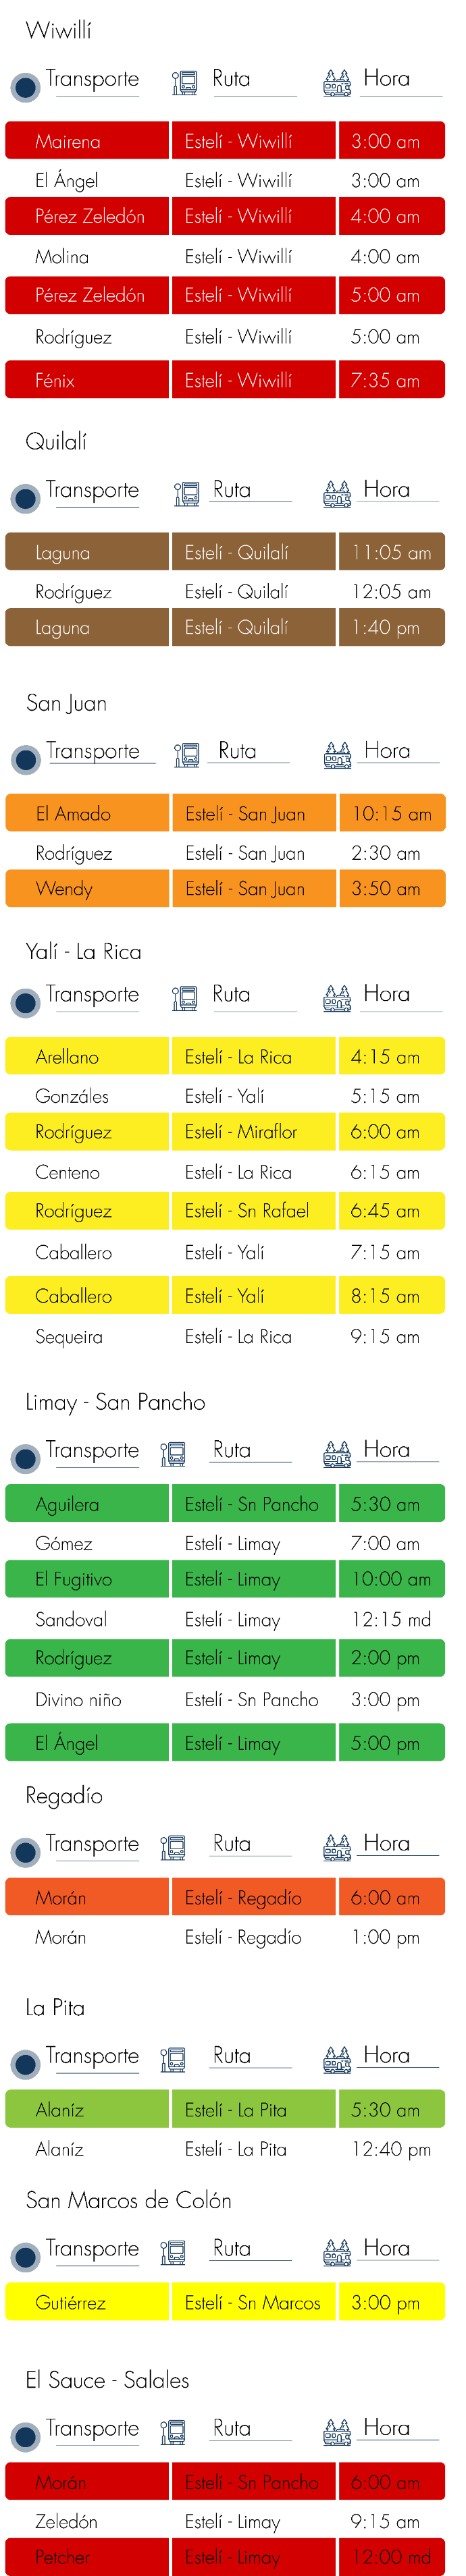 Wiwillí
Transporte Ruta Hora
Mairena Estelí - Wiwillí 3:00 am
El Ángel Estelí - Wiwillí 3:00 am
Pérez Zeledón Estelí - Wiwillí 4:00 am
Molina Estelí - Wiwillí 4:00 am
Pérez Zeledón Estelí - Wiwillí 5:00 am
Rodríguez Estelí - Wiwillí 5:00 am
Fénix Estelí - Wiwillí 7:35 am
Quilalí
Transporte Ruta Hora
Laguna Estelí - Quilalí 11:05 am
Rodríguez Estelí - Quilalí 12:05 am
Laguna Estelí - Quilalí 1:40 pm
San Juan
Transporte Ruta Hora
El Amado Estelí - San Juan 10:15 am
Rodríguez Estelí - San Juan 2:30 am
Wendy Estelí - San Juan 3:50 am
Yalí - La Rica
Transporte Ruta Hora
Arellano Estelí - La Rica 4:15 am
Gonzáles Estelí - Yalí 5:15 am
Rodríguez Estelí - Miraflor 6:00 am
Centeno Estelí - La Rica 6:15 am
Rodríguez Estelí - Sn Rafael 6:45 am
Caballero Estelí - Yalí 7:15 am
Caballero Estelí - Yalí 8:15 am
Sequeira Estelí - La Rica 9:15 am
Limay - San Pancho
Transporte Ruta Hora
Aguilera Estelí - Sn Pancho 5:30 am
Gómez Estelí - Limay 7:00 am
El Fugitivo Estelí - Limay 10:00 am
Sandoval Estelí - Limay 12:15 md
Rodríguez Estelí - Limay 2:00 pm
Divino niño Estelí - Sn Pancho 3:00 pm
El Ángel Estelí - Limay 5:00 pm
Regadío
Transporte Ruta Hora
Morán Estelí - Regadío 6:00 am
Morán Estelí - Regadío 1:00 pm
La Pita
Transporte Ruta Hora
Alaníz Estelí - La Pita 5:30 am
Alaníz Estelí - La Pita 12:40 pm
San Marcos de Colón
Transporte Ruta Hora
Gutiérrez Estelí - Sn Marcos 3:00 pm
El Sauce - Salales
Transporte Ruta Hora
Morán Estelí - Sn Pancho 6:00 am
Zeledón Estelí - Limay 9:15 am
Petcher Estelí - Limay 12:00 md